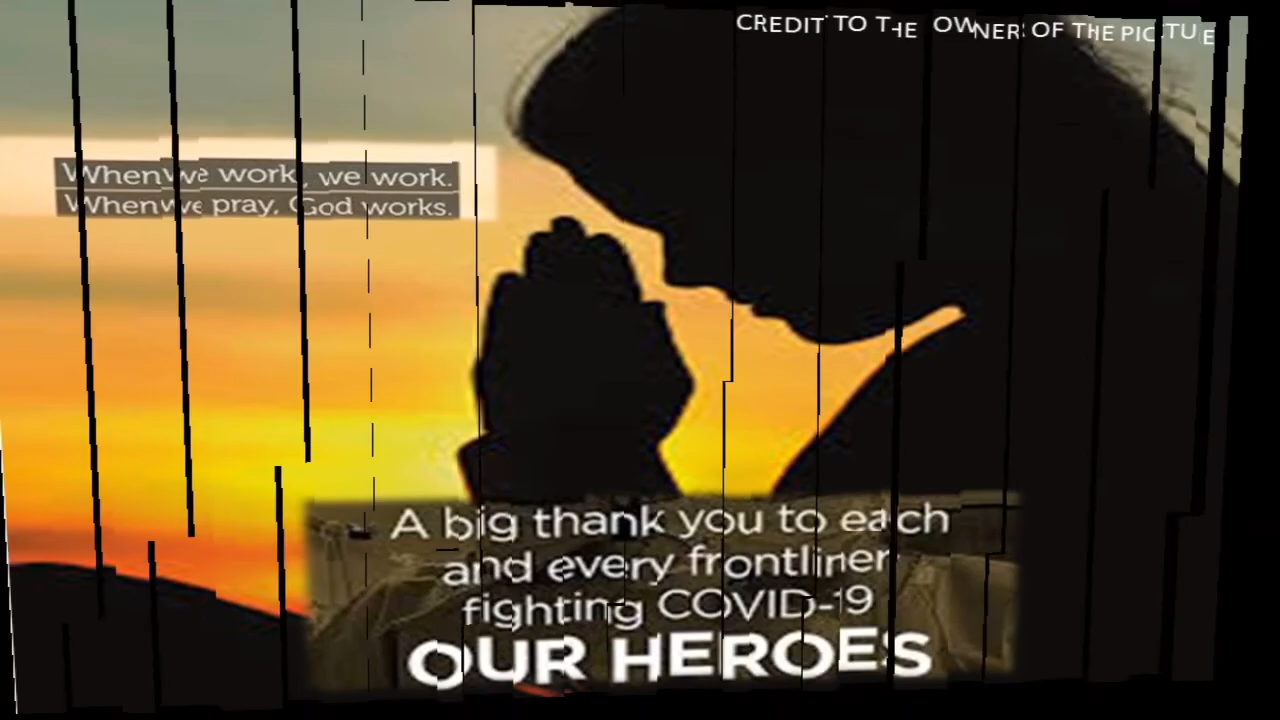 CREDIT TO THE OWNER OF THE PICTURE
When we work, we work.
When we pray, God works.
A big thank you to each
and every frontliner
fighting COVID-19
OUR HEROES